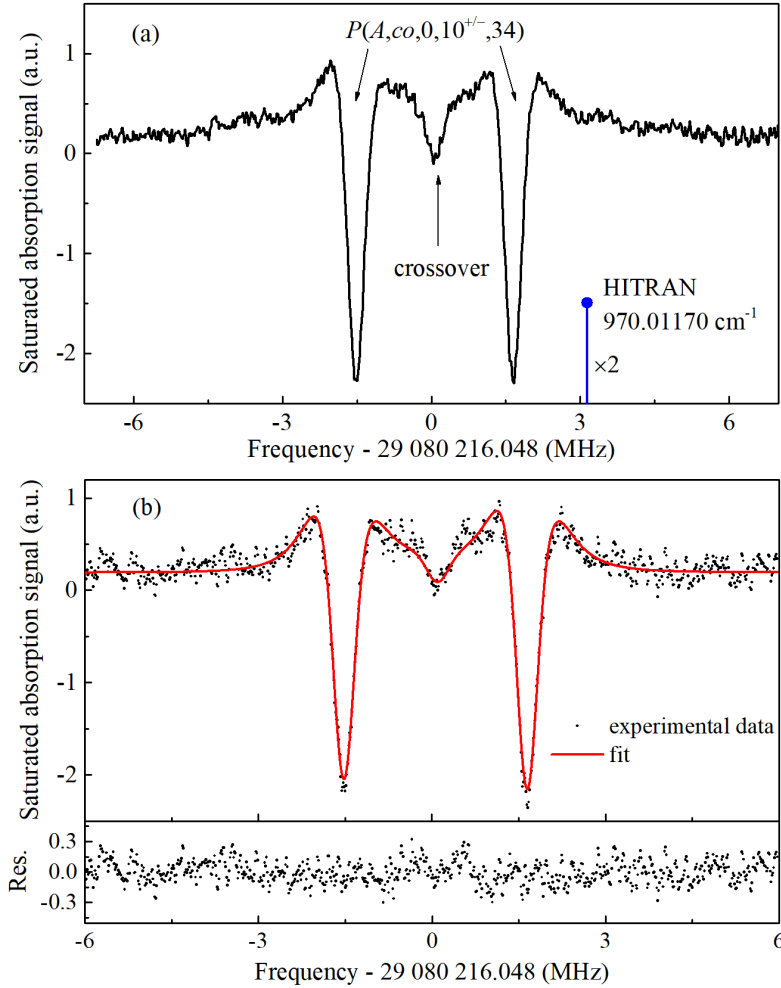 (a)
P(A,co,0,10⁺/⁻,34)
Saturated absorption signal (a.u.)
1
0
-1
-2
crossover
HITRAN
970.01170 cm⁻¹
×2
-6 -3 0 3 6
Frequency - 29 080 216.048 (MHz)
(b)
Saturated absorption signal (a.u.)
1
0
-1
-2
experimental data
fit
Res.
0.3
0.0
-0.3
-6 -3 0 3 6
Frequency - 29 080 216.048 (MHz)